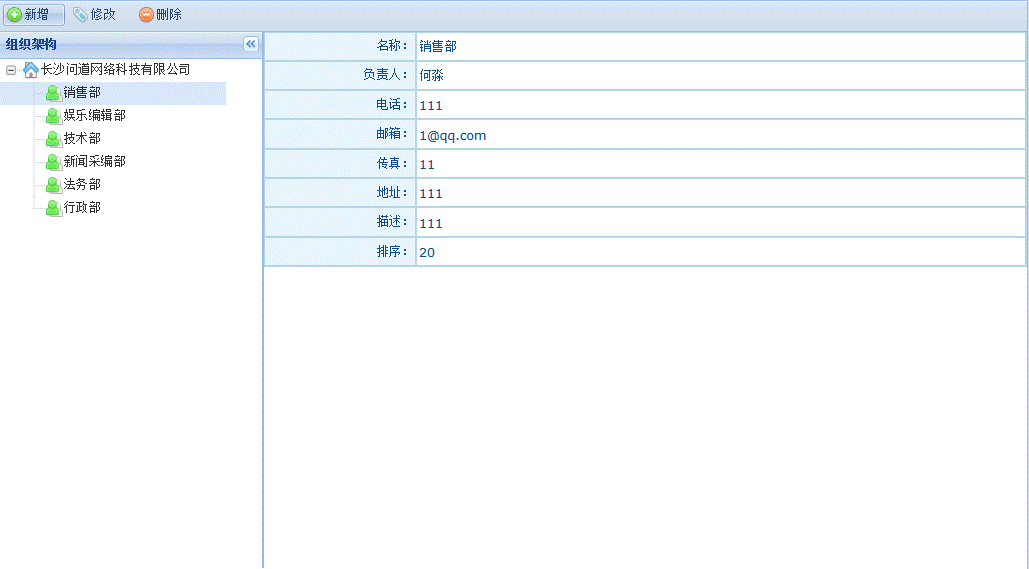 新增 修改 删除
组织架构
长沙问道网络科技有限公司
销售部
娱乐编辑部
技术部
新闻采编部
法务部
行政部
名称： 销售部
负责人： 何淼
电话： 111
邮箱： 1@qq.com
传真： 11
地址： 111
描述： 111
排序： 20